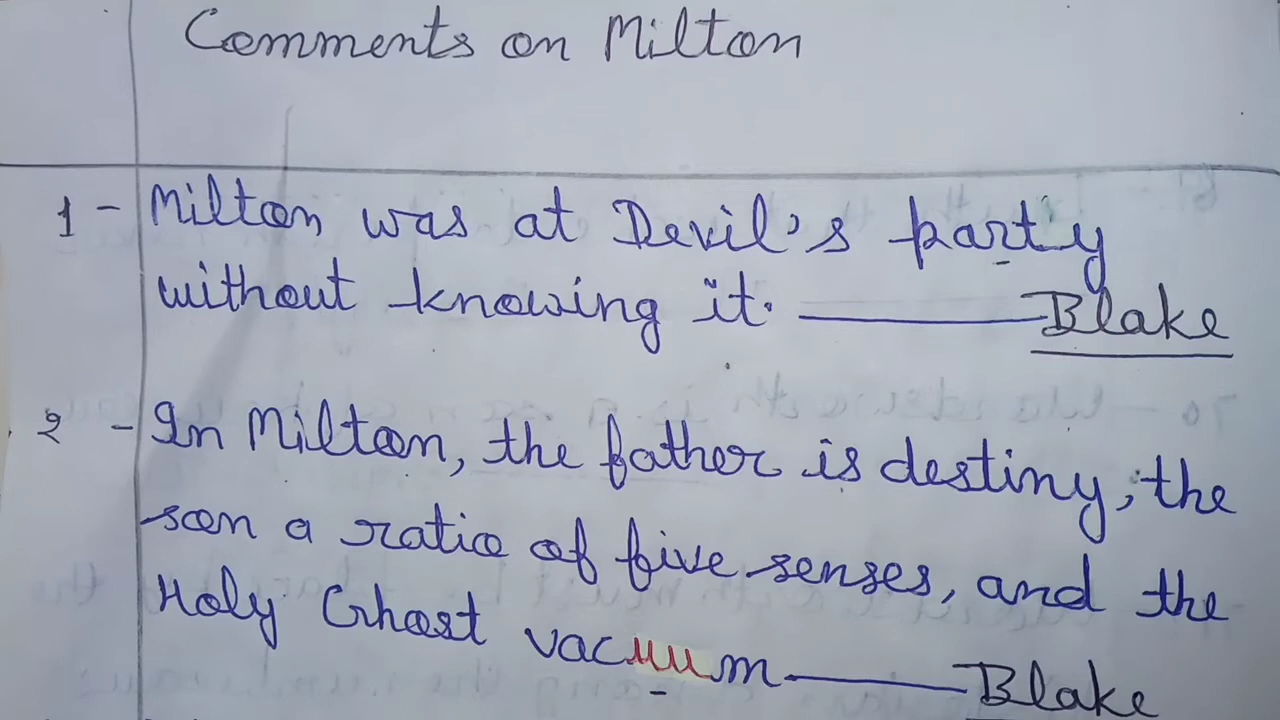 Comments on Milton
1 - Milton was at Devil's party
without knowing it. Blake
2 - In Milton, the father is destiny, the
son a ratio of five senses, and the
Holy Ghost vacuum Blake